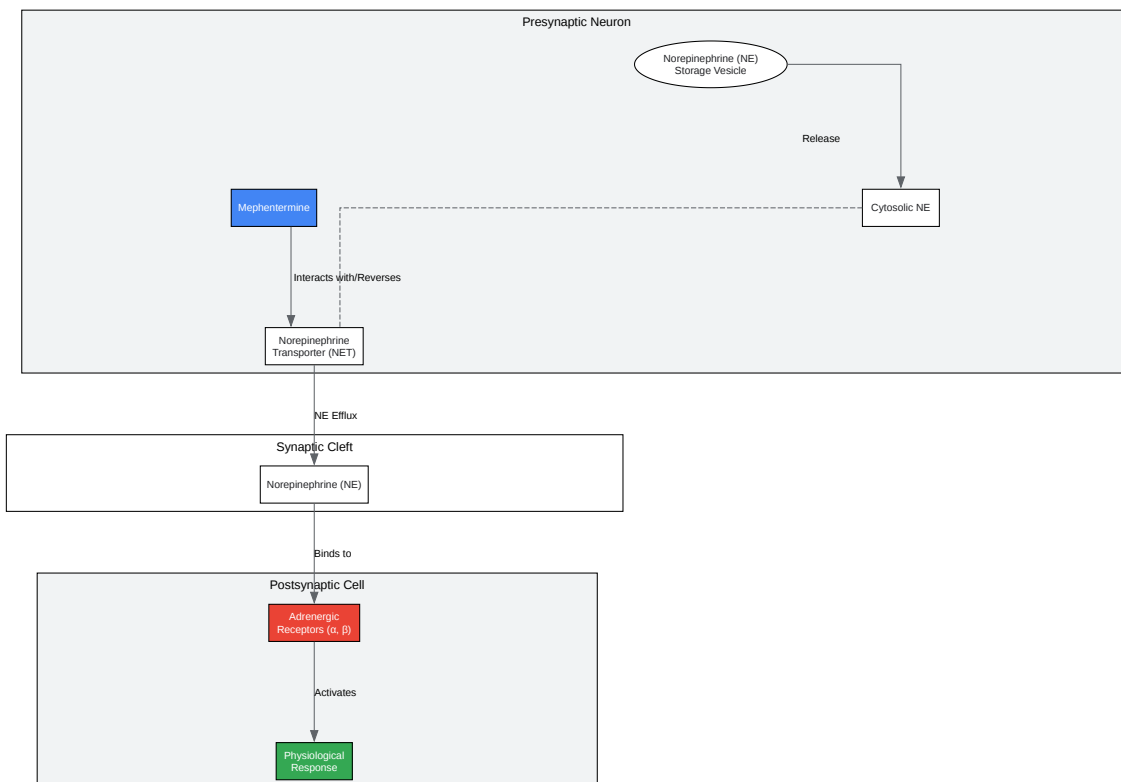 Presynaptic Neuron
Norepinephrine (NE)
Storage Vesicle
Release
Mephentermine
Cytosolic NE
Interacts with/Reverses
Norepinephrine
Transporter (NET)
NE Efflux
Synaptic Cleft
Norepinephrine (NE)
Binds to
Postsynaptic Cell
Adrenergic
Receptors (α, β)
Activates
Physiological
Response